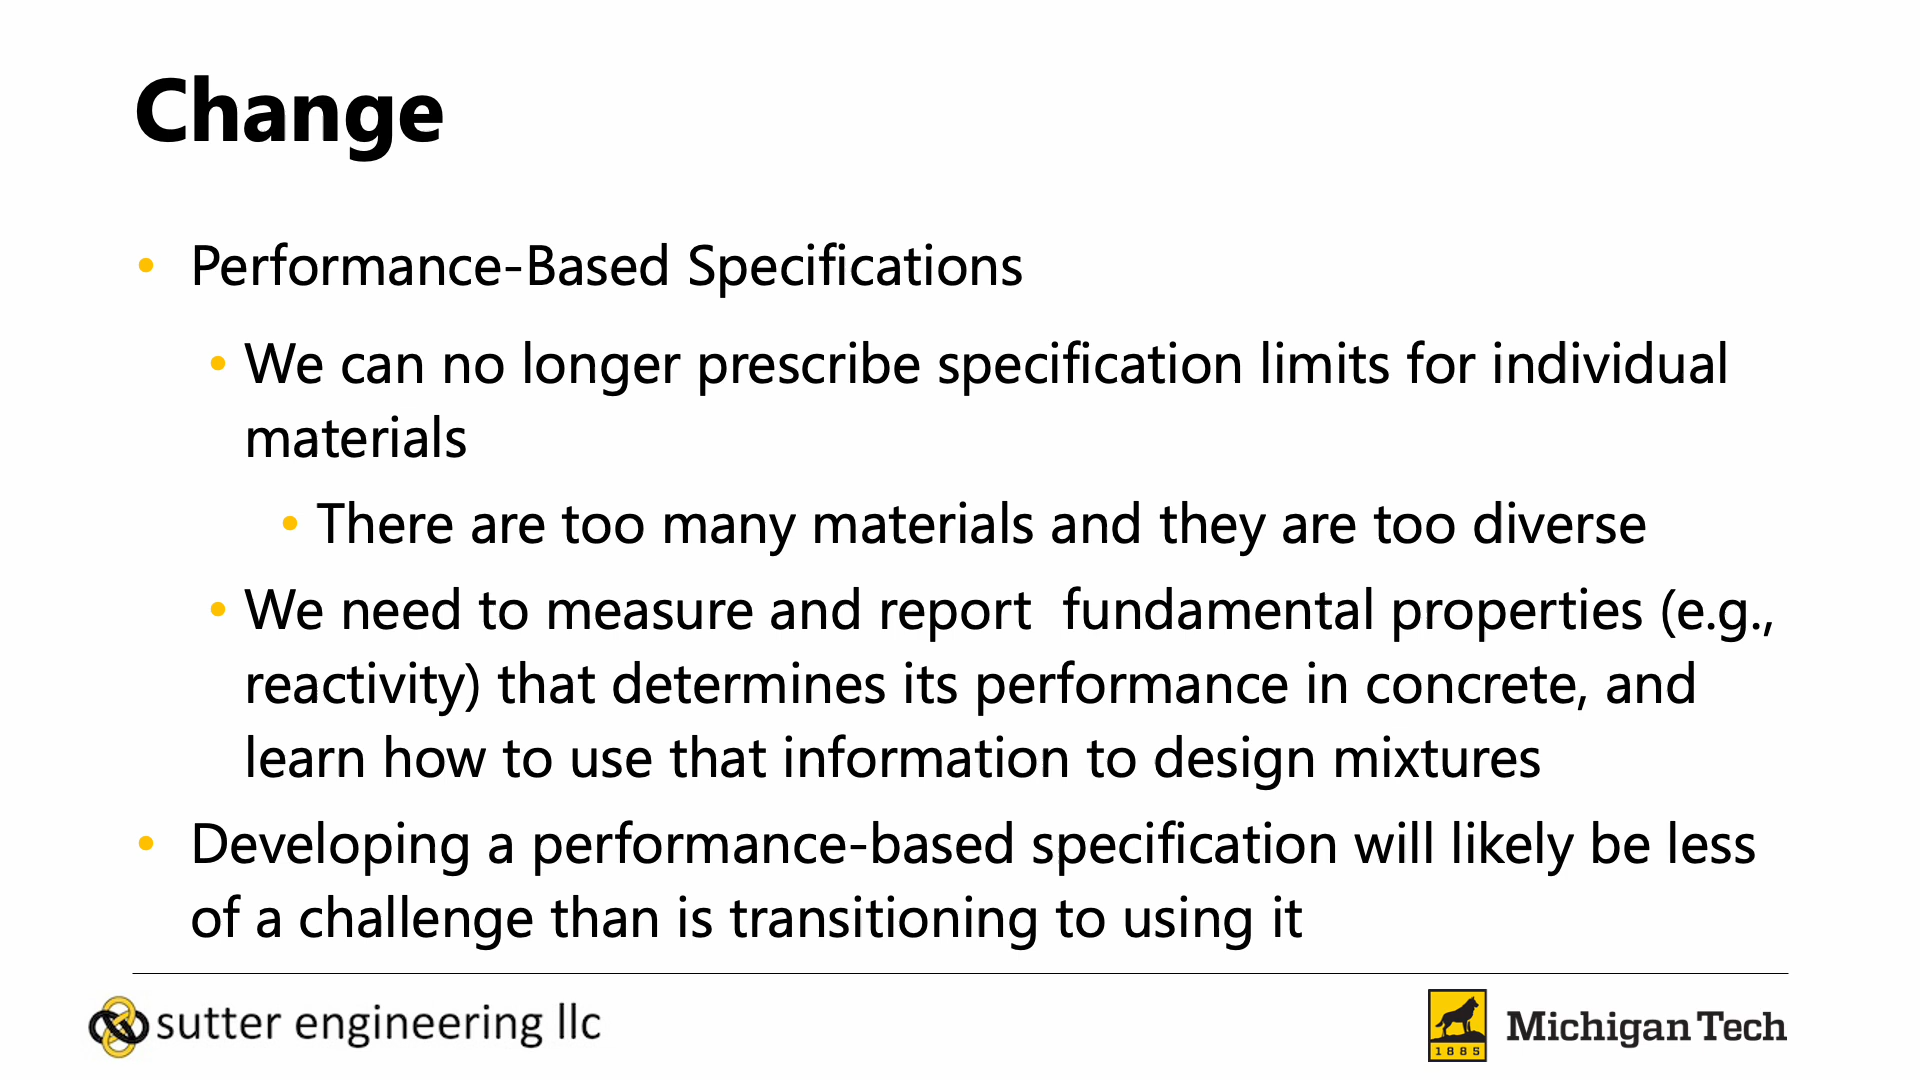 Change
• Performance-Based Specifications
• We can no longer prescribe specification limits for individual
materials
• There are too many materials and they are too diverse
• We need to measure and report  fundamental properties (e.g.,
reactivity) that determines its performance in concrete, and
learn how to use that information to design mixtures
• Developing a performance-based specification will likely be less
of a challenge than is transitioning to using it
sutter engineering llc
1885
Michigan Tech